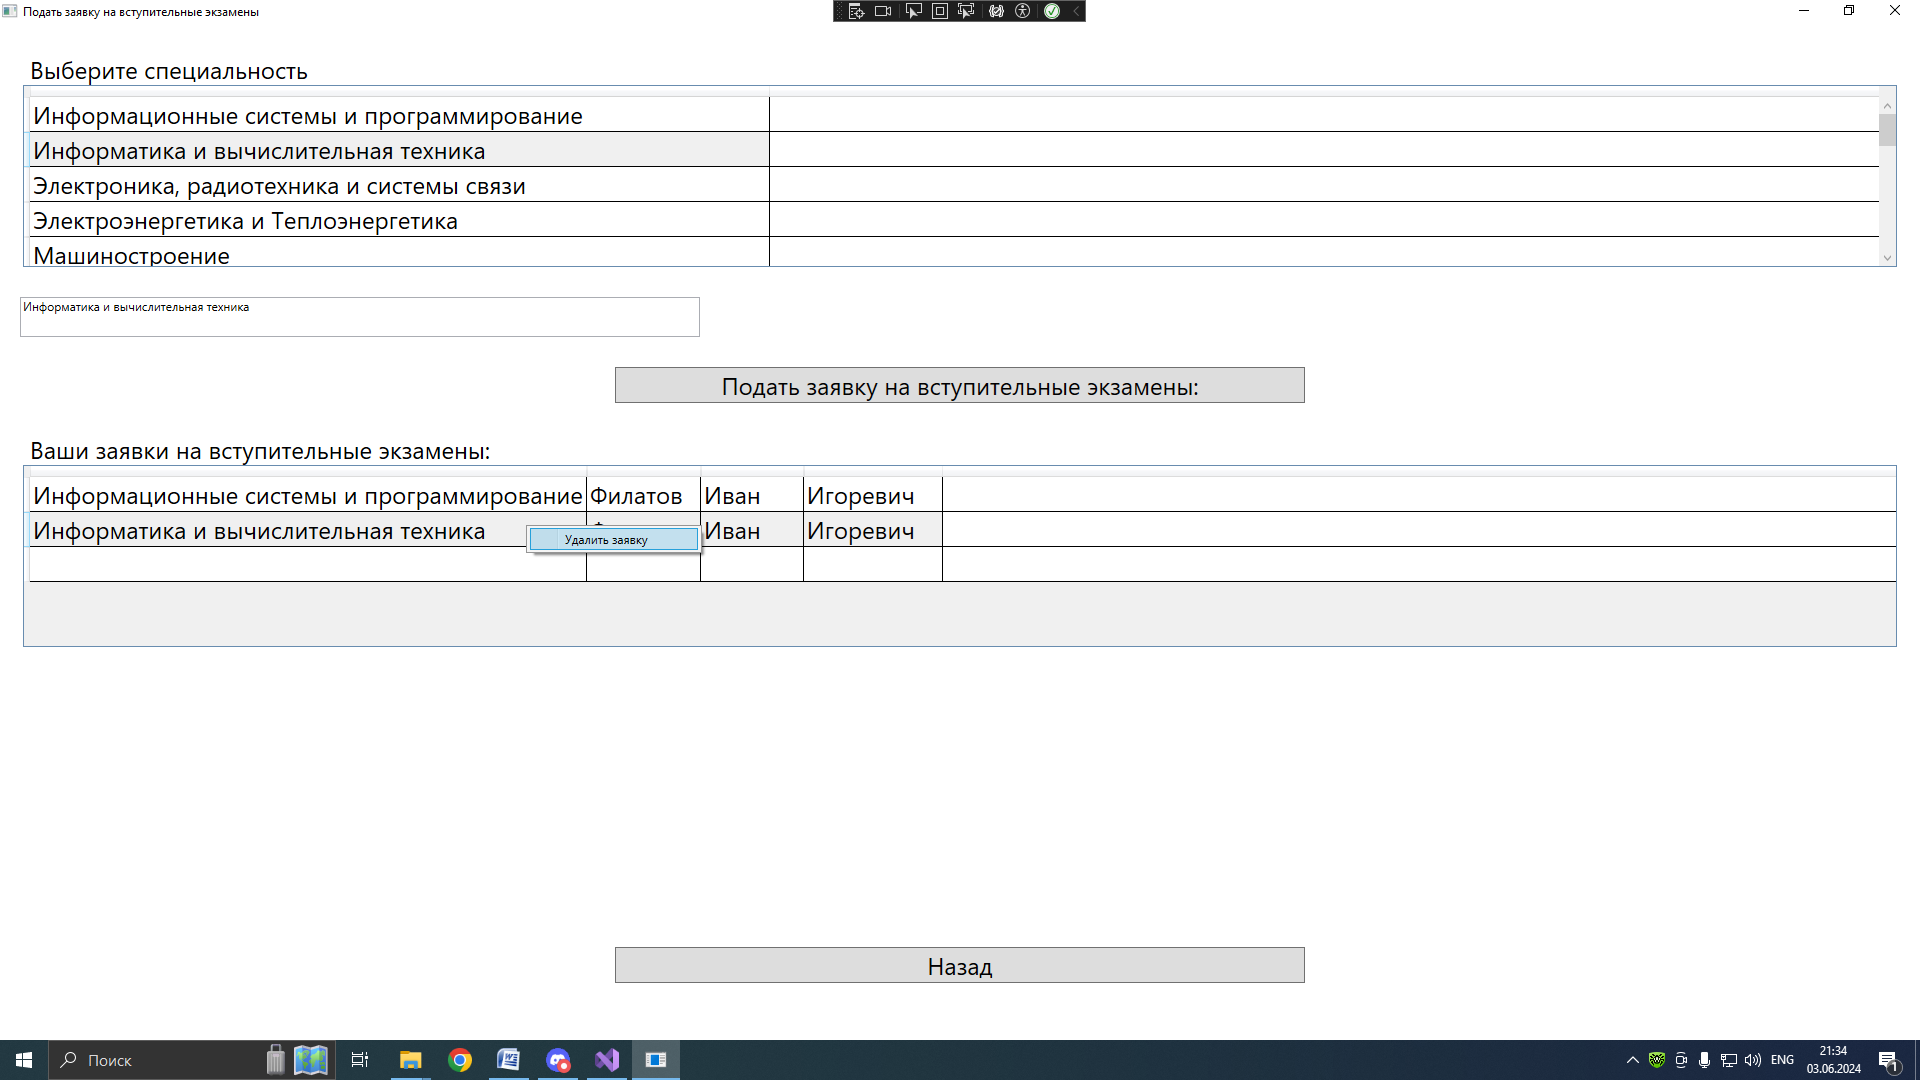 Подать заявку на вступительные экзамены
Выберите специальность
Информационные системы и программирование
Информатика и вычислительная техника
Электроника, радиотехника и системы связи
Электроэнергетика и Теплоэнергетика
Машиностроение
Информатика и вычислительная техника
Подать заявку на вступительные экзамены:
Ваши заявки на вступительные экзамены:
Информационные системы и программирование Филатов Иван Игоревич
Информатика и вычислительная техника Иван Игоревич
Удалить заявку
Назад
Поиск
ENG
21:34
03.06.2024
1